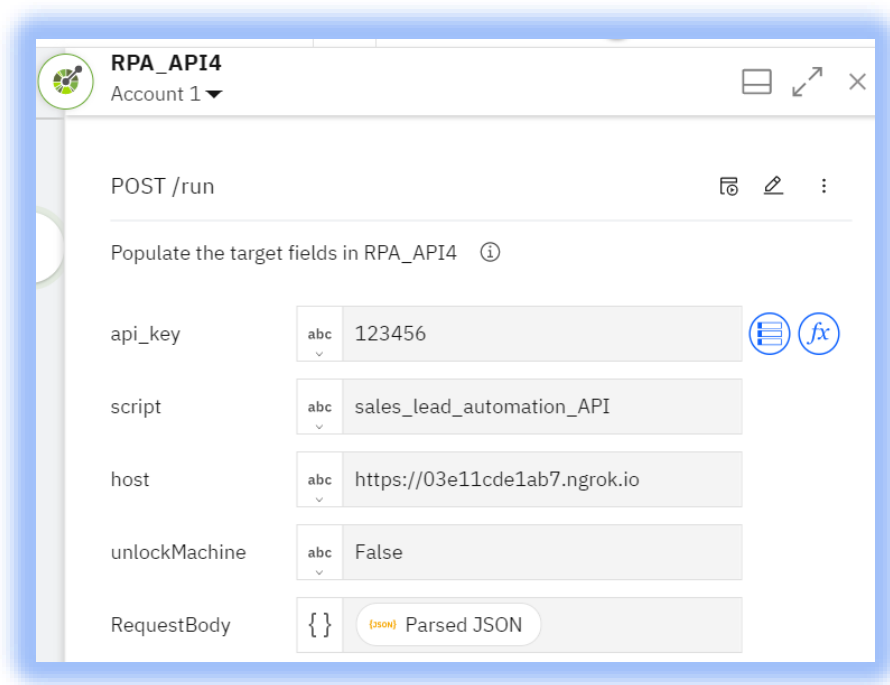 RPA_API4
Account 1
POST /run
Populate the target fields in RPA_API4
api_key abc 123456 fx
script abc sales_lead_automation_API
host abc https://03e11cde1ab7.ngrok.io
unlockMachine abc False
RequestBody { } {JSON} Parsed JSON